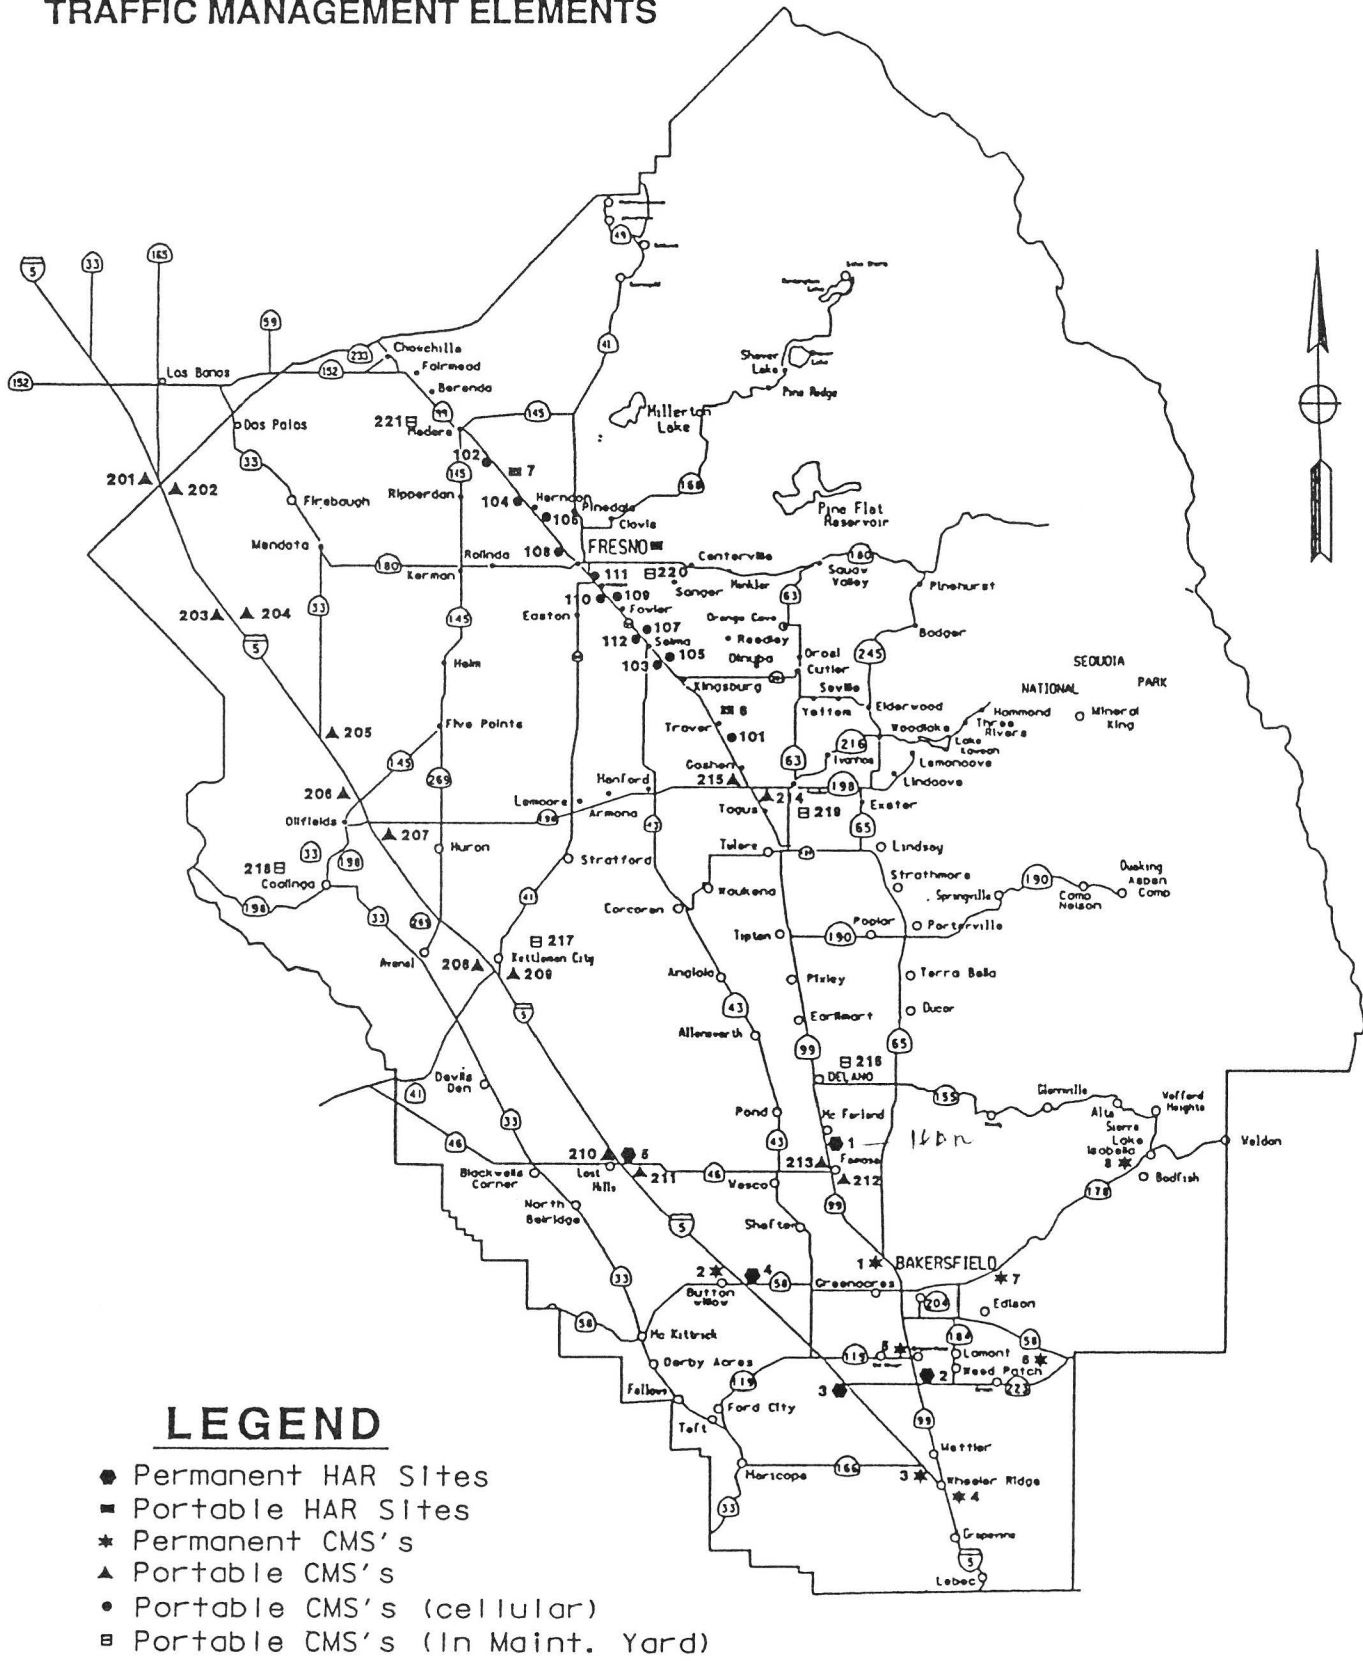 TRAFFIC MANAGEMENT ELEMENTS
49
165
33
5
59
41
233
Chowchilla
Shaver
Lake
Fairmead
Los Banos
152
152
Berenda
Pine Ridge
99
145
Millerton
Lake
221
Madera
Dos Palos
102
33
145
7
168
201
202
Ripperdan
104
Herndon
Pinedale
Firebaugh
106
Clovis
Pine Flat
Reservoir
Mendota
108
FRESNO
Rolinda
Centerville
180
180
Kerman
111
220
Squaw
Valley
Pinehurst
Sanger
63
110
109
203
204
33
145
Easton
Fowler
Orange Cove
107
Badger
112
Selma
Reedley
5
105
Dinuba
Orosi
245
SEQUOIA
Helm
103
Cutler
Kingsburg
NATIONAL
PARK
Seville
Yettem
Elderwood
Hammond
Mineral
King
Five Points
6
Traver
Woodlake
Three
Rivers
205
101
216
Lake
Kaweah
145
63
Ivanhoe
Lemoncove
Goshen
269
Hanford
215
198
Lindcove
206
Lemoore
214
Exeter
Armona
Tagus
219
Oilfields
198
43
65
207
Huron
Tulare
Lindsay
33
198
Stratford
218
Strathmore
Quaking
Aspen
Camp
Coalinga
Waukena
190
Springville
Camp
Nelson
198
41
Corcoran
33
269
Poplar
Porterville
Tipton
190
217
Kettleman City
Avenal
208
209
Angiola
Pixley
Terra Bella
43
Ducor
5
Earlimart
Allensworth
99
65
216
DELANO
Devils
Den
41
155
Glennville
Wofford
Heights
Alta
Sierra
33
Pond
Mc Farland
46
43
1
Lake
Isabella
Weldon
210
5
213
Famoso
8
Blackwells
Corner
Lost
Hills
211
46
Wasco
212
Bodfish
178
North
Belridge
99
5
Shafter
1
BAKERSFIELD
2
4
7
33
Button
willow
58
Greenacres
204
Edison
58
Mc Kittrick
184
58
5
Lamont
119
6
Derby Acres
Weed Patch
119
2
223
Fellows
3
Ford City
Taft
99
Mettler
Maricopa
166
3
Wheeler Ridge
4
33
Grapevine
5
Lebec
LEGEND
Permanent HAR Sites
Portable HAR Sites
Permanent CMS's
Portable CMS's
Portable CMS's (cellular)
Portable CMS's (In Maint. Yard)